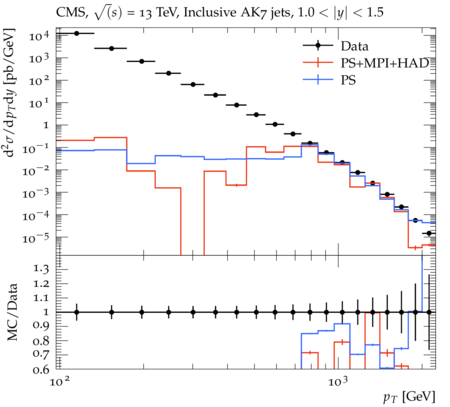 CMS, √(s) = 13 TeV, Inclusive AK7 jets, 1.0 < |y| < 1.5
d²σ/dp_T dy [pb/GeV]
10⁴
10³
10²
10¹
1
10⁻¹
10⁻²
10⁻³
10⁻⁴
10⁻⁵
Data
PS+MPI+HAD
PS
MC/Data
1.3
1.2
1.1
1
0.9
0.8
0.7
0.6
10² 10³
p_T [GeV]